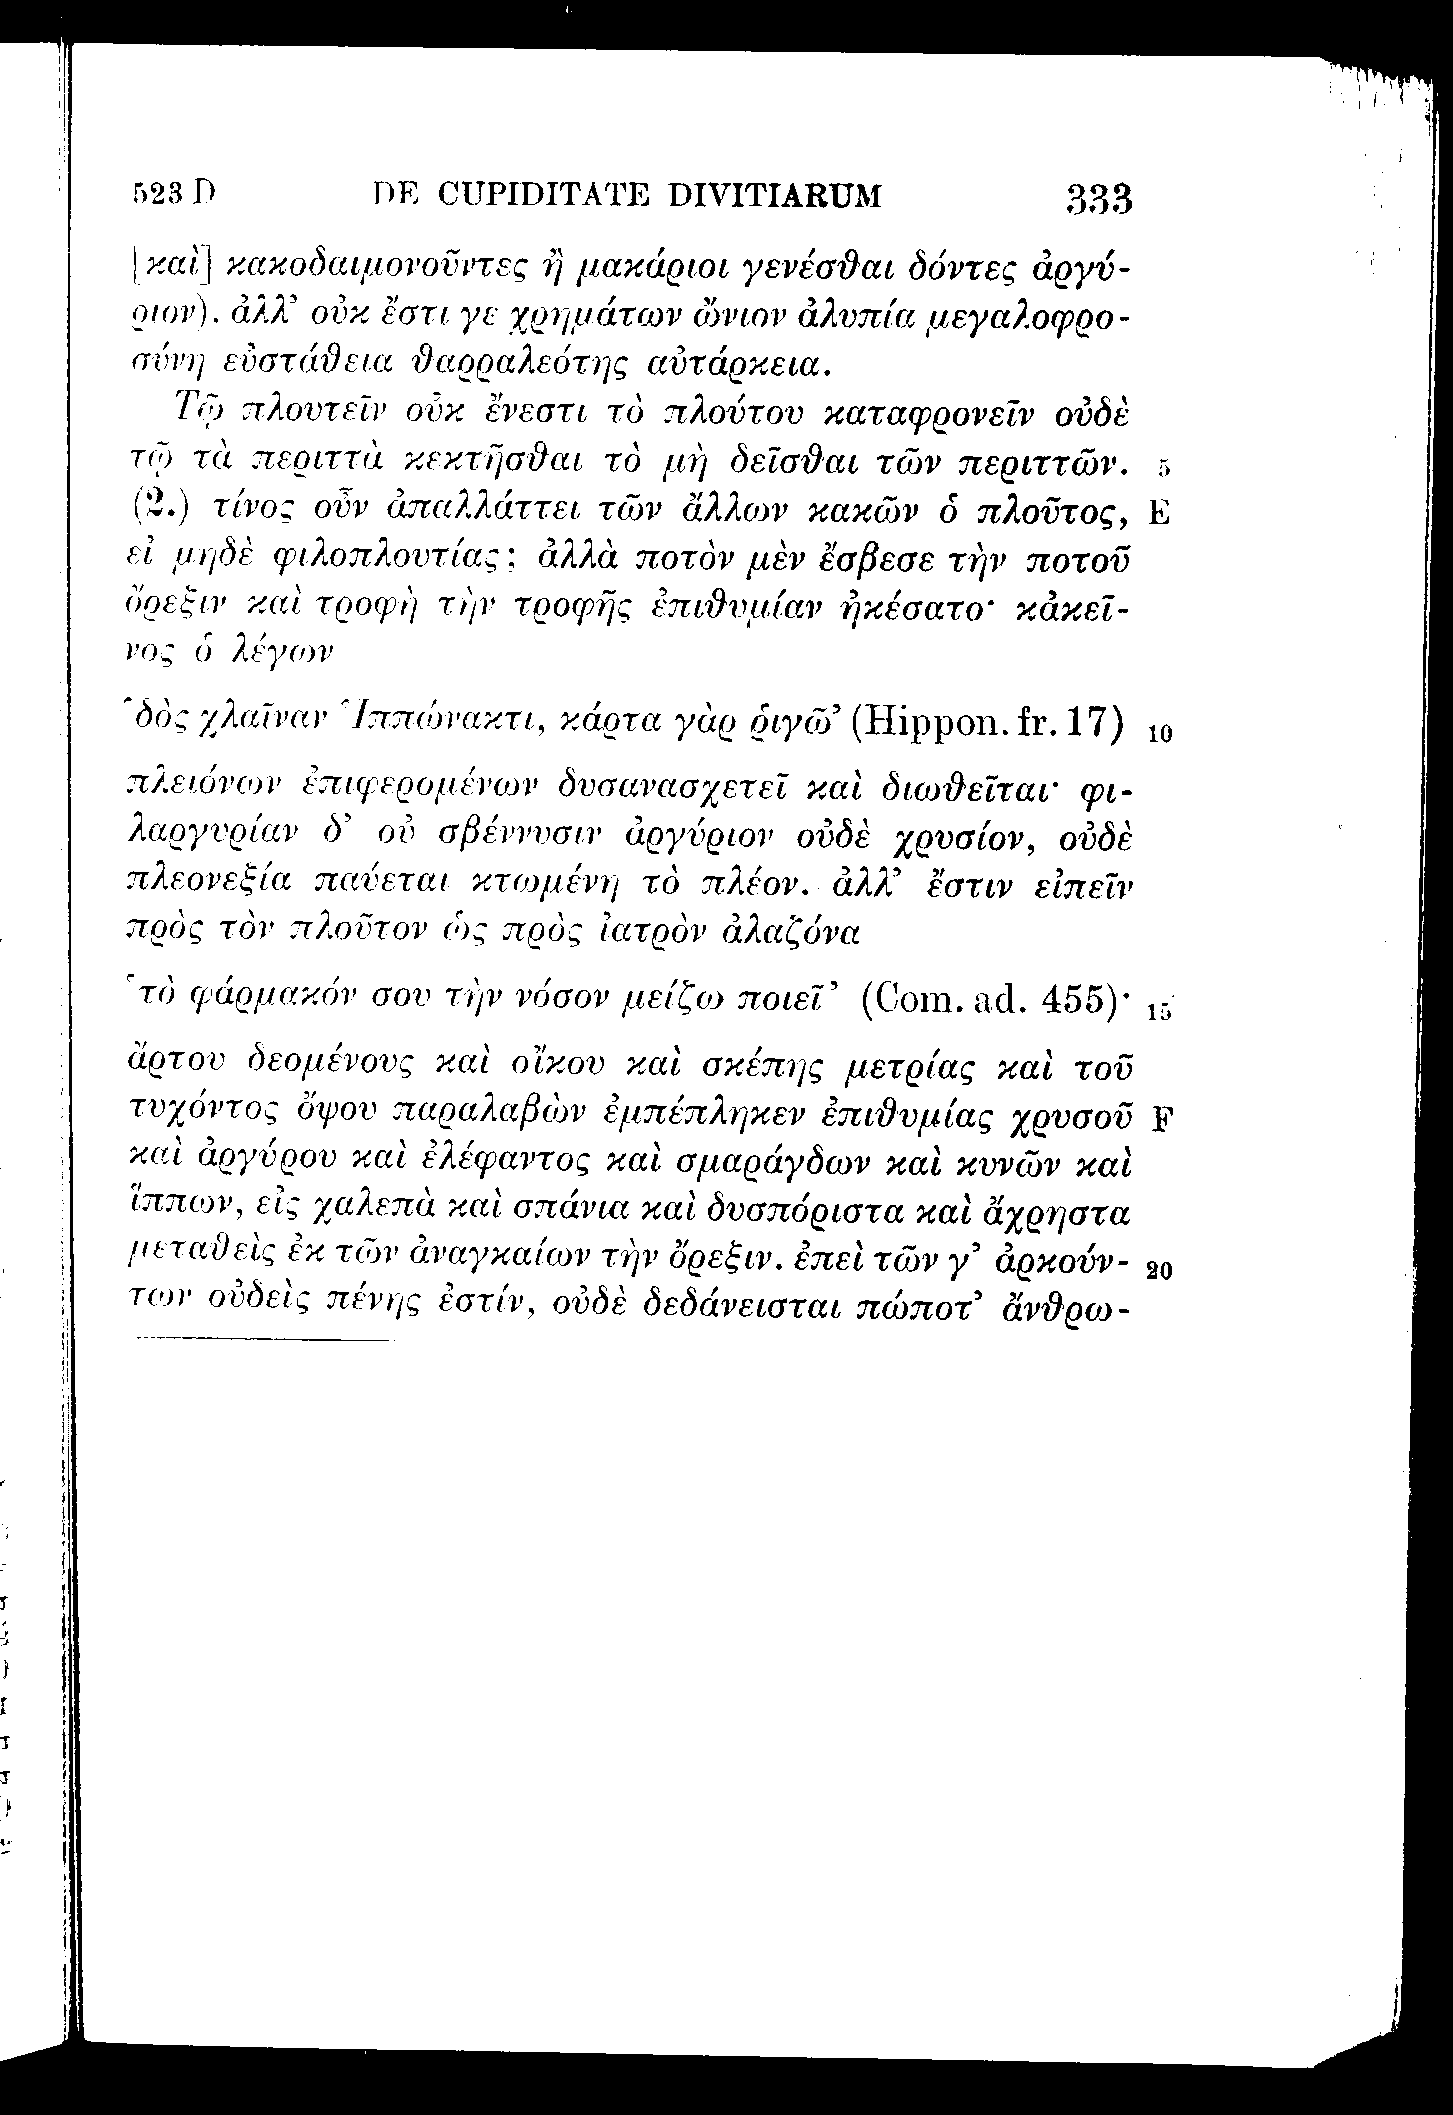 523 D DE CUPIDITATE DIVITIARUM 333
[καὶ] κακοδαιμονοῦντες ἢ μακάριοι γενέσθαι δόντες ἀργύ-
ριον). ἀλλ’ οὐκ ἔστι γε χρημάτων ὤνιον ἀλυπία μεγαλοφρο-
σύνη εὐστάθεια θαρραλεότης αὐτάρκεια.
Τῷ πλουτεῖν οὐκ ἔνεστι τὸ πλούτου καταφρονεῖν οὐδὲ
τῷ τὰ περιττὰ κεκτῆσθαι τὸ μὴ δεῖσθαι τῶν περιττῶν. 5
(2.) τίνος οὖν ἀπαλλάττει τῶν ἄλλων κακῶν ὁ πλοῦτος, E
εἰ μηδὲ φιλοπλουτίας; ἀλλὰ ποτὸν μὲν ἔσβεσε τὴν ποτοῦ
ὄρεξιν καὶ τροφὴ τὴν τροφῆς ἐπιθυμίαν ἠκέσατο· κἀκεῖ-
νος ὁ λέγων
‘δὸς χλαῖναν Ἱππώνακτι, κάρτα γὰρ ῥιγῶ’ (Hippon. fr. 17) 10
πλειόνων ἐπιφερομένων δυσανασχετεῖ καὶ διωθεῖται· φι-
λαργυρίαν δ’ οὐ σβέννυσιν ἀργύριον οὐδὲ χρυσίον, οὐδὲ
πλεονεξία παύεται κτωμένη τὸ πλέον. ἀλλ’ ἔστιν εἰπεῖν
πρὸς τὸν πλοῦτον ὡς πρὸς ἰατρὸν ἀλαζόνα
‘τὸ φάρμακόν σου τὴν νόσον μείζω ποιεῖ’ (Com. ad. 455)· 15
ἄρτου δεομένους καὶ οἴκου καὶ σκέπης μετρίας καὶ τοῦ
τυχόντος ὄψου παραλαβὼν ἐμπέπληκεν ἐπιθυμίας χρυσοῦ F
καὶ ἀργύρου καὶ ἐλέφαντος καὶ σμαράγδων καὶ κυνῶν καὶ
ἵππων, εἰς χαλεπὰ καὶ σπάνια καὶ δυσπόριστα καὶ ἄχρηστα
μεταθεὶς ἐκ τῶν ἀναγκαίων τὴν ὄρεξιν. ἐπεὶ τῶν γ’ ἀρκούν- 20
των οὐδεὶς πένης ἐστίν, οὐδὲ δεδάνεισται πώποτ’ ἄνθρω-